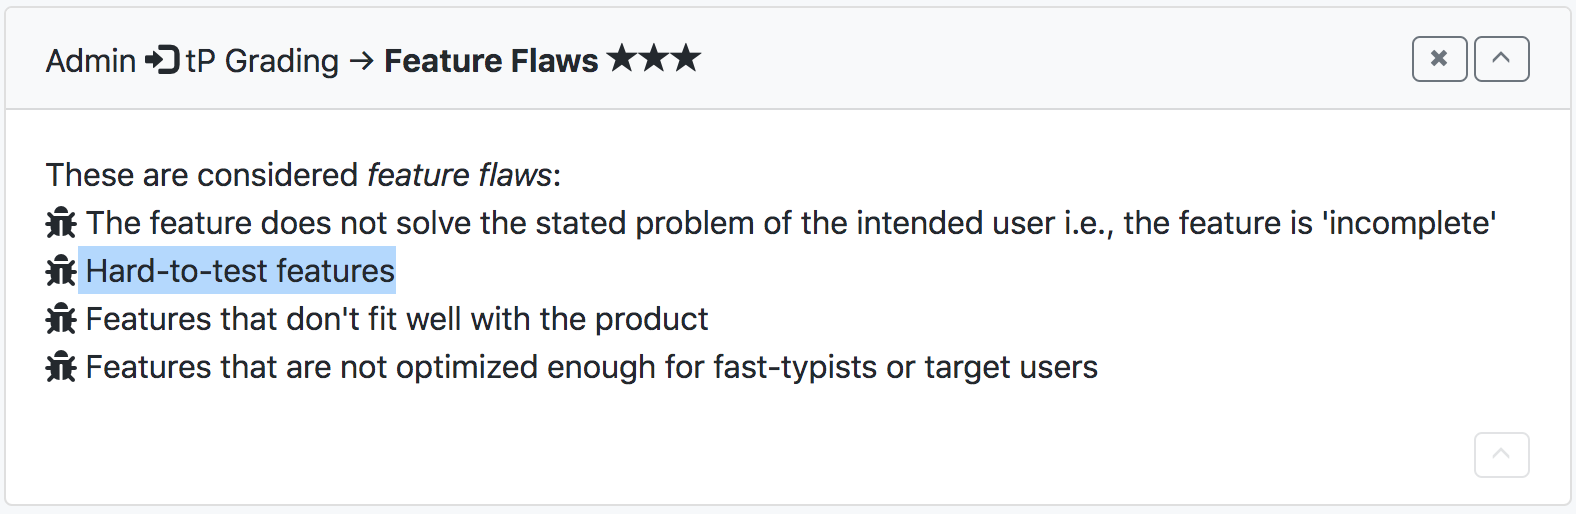 Admin tP Grading → Feature Flaws ★★★
These are considered feature flaws:
The feature does not solve the stated problem of the intended user i.e., the feature is 'incomplete'
Hard-to-test features
Features that don't fit well with the product
Features that are not optimized enough for fast-typists or target users